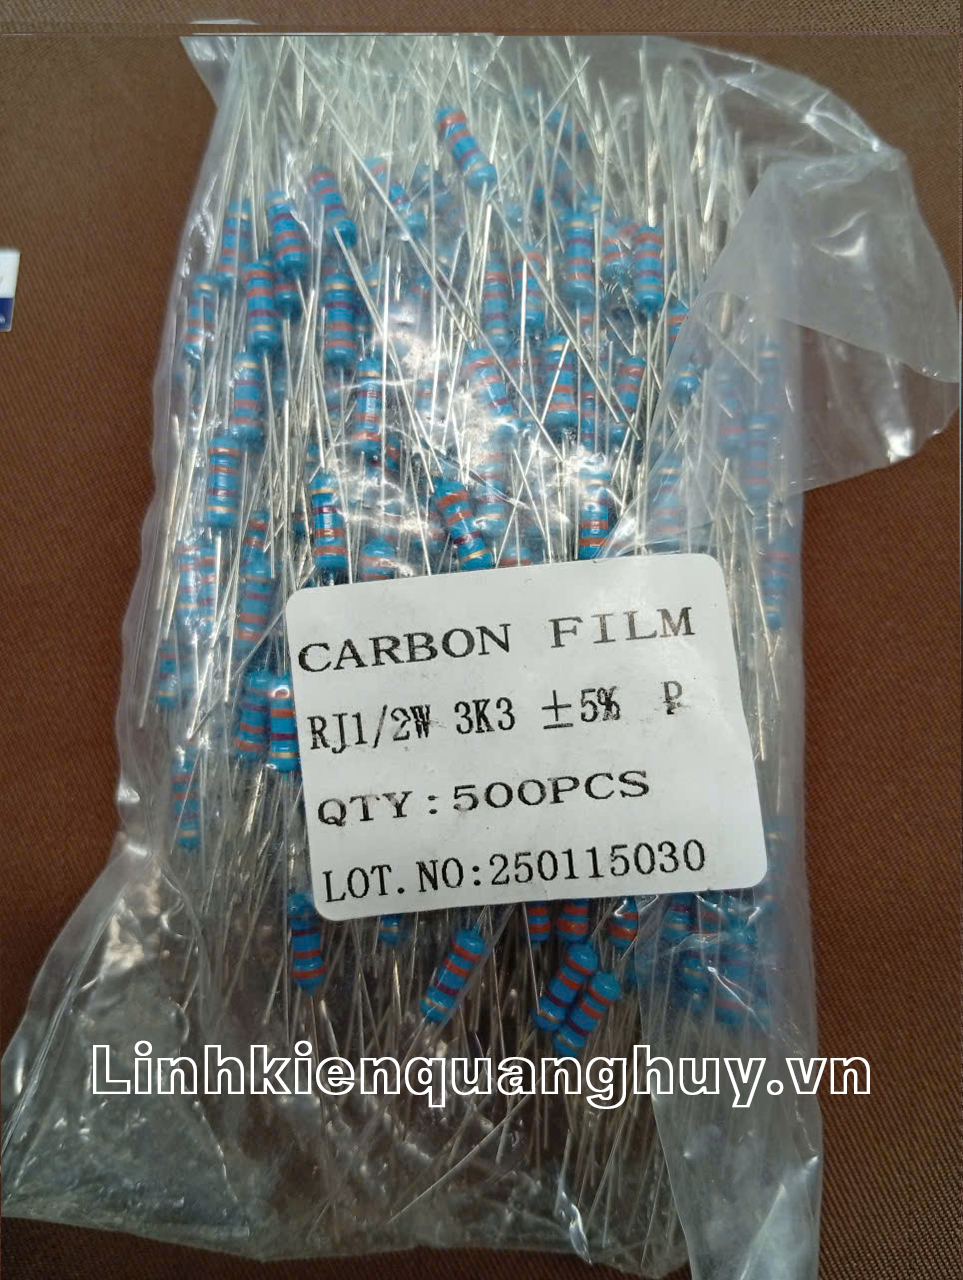 CARBON FILM
RJ1/2W 3K3 ±5% P
QTY:500PCS
LOT.NO:250115030
Linhkienquanghuy.vn